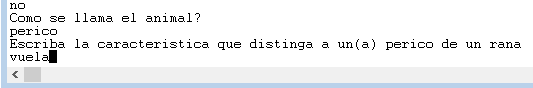 no
Como se llama el animal?
perico
Escriba la caracteristica que distinga a un(a) perico de un rana
vuela